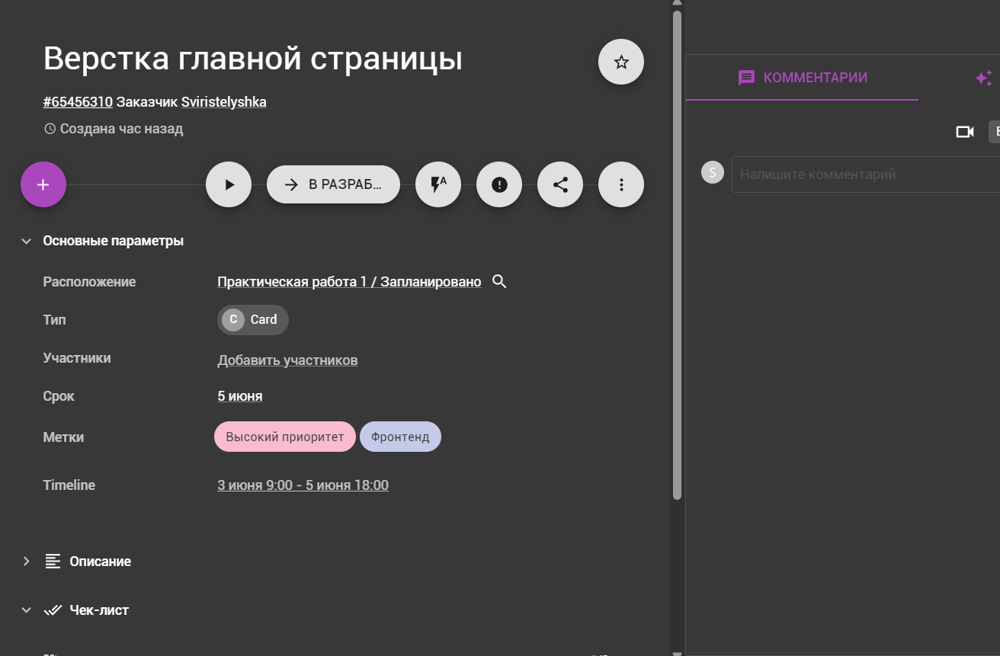 Верстка главной страницы
#65456310 Заказчик Sviristelyshka
Создана час назад
В РАЗРАБ...
A
Основные параметры
Расположение
Практическая работа 1 / Запланировано
Тип
C Card
Участники
Добавить участников
Срок
5 июня
Метки
Высокий приоритет
Фронтенд
Timeline
3 июня 9:00 - 5 июня 18:00
Описание
Чек-лист
КОММЕНТАРИИ
S
Напишите комментарий